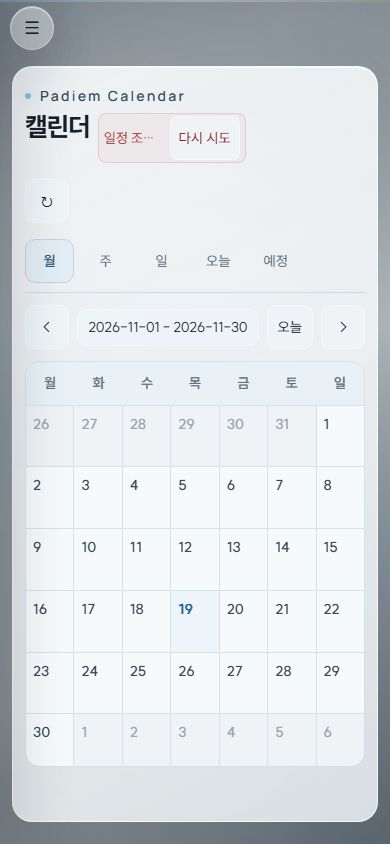 Padiem Calendar
캘린더
일정 조… 다시 시도
월 주 일 오늘 예정
2026-11-01 - 2026-11-30 오늘
월 화 수 목 금 토 일
26 27 28 29 30 31 1
2 3 4 5 6 7 8
9 10 11 12 13 14 15
16 17 18 19 20 21 22
23 24 25 26 27 28 29
30 1 2 3 4 5 6